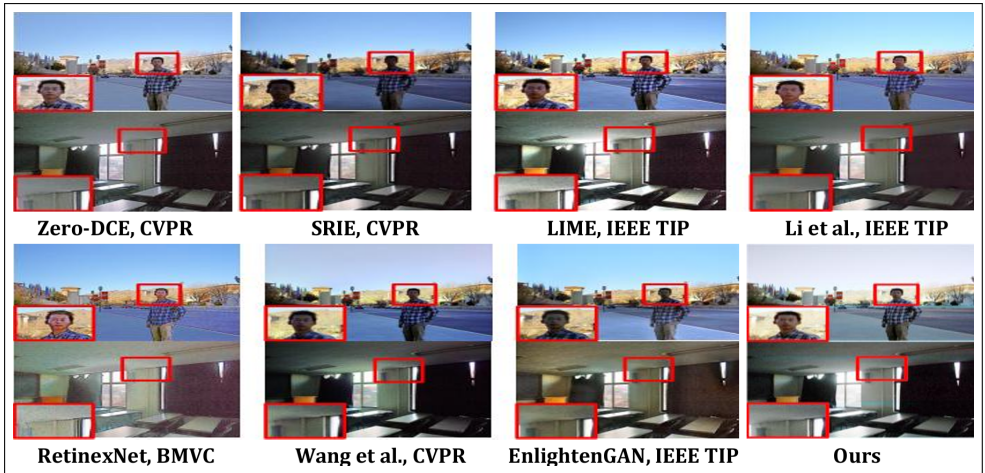 Zero-DCE, CVPR
SRIE, CVPR
LIME, IEEE TIP
Li et al., IEEE TIP
RetinexNet, BMVC
Wang et al., CVPR
EnlightenGAN, IEEE TIP
Ours